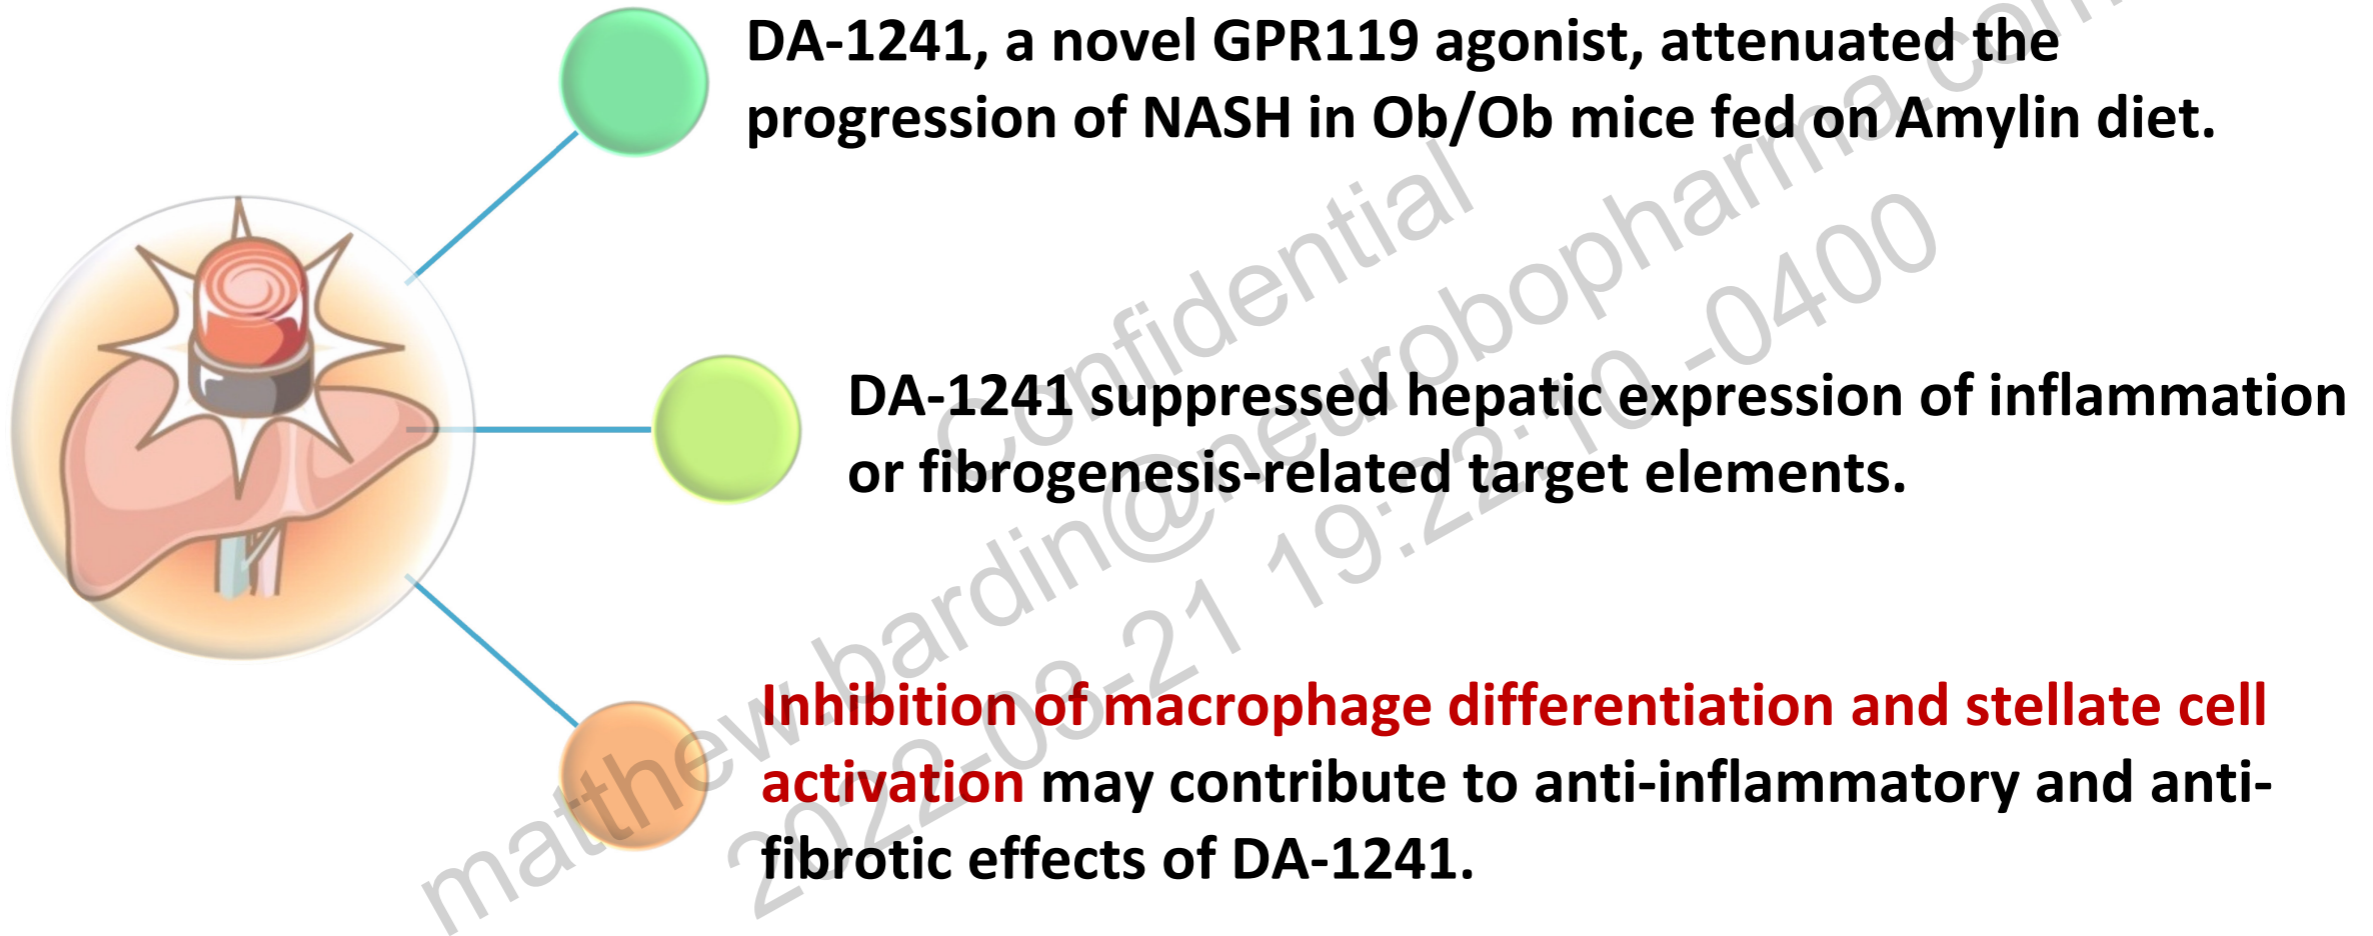 DA-1241, a novel GPR119 agonist, attenuated the
progression of NASH in Ob/Ob mice fed on Amylin diet.
DA-1241 suppressed hepatic expression of inflammation
or fibrogenesis-related target elements.
Inhibition of macrophage differentiation and stellate cell
activation may contribute to anti-inflammatory and anti-
fibrotic effects of DA-1241.
Confidential
matthew.bardin@neurobopharma.com
2022-03-21 19:22:10 -0400